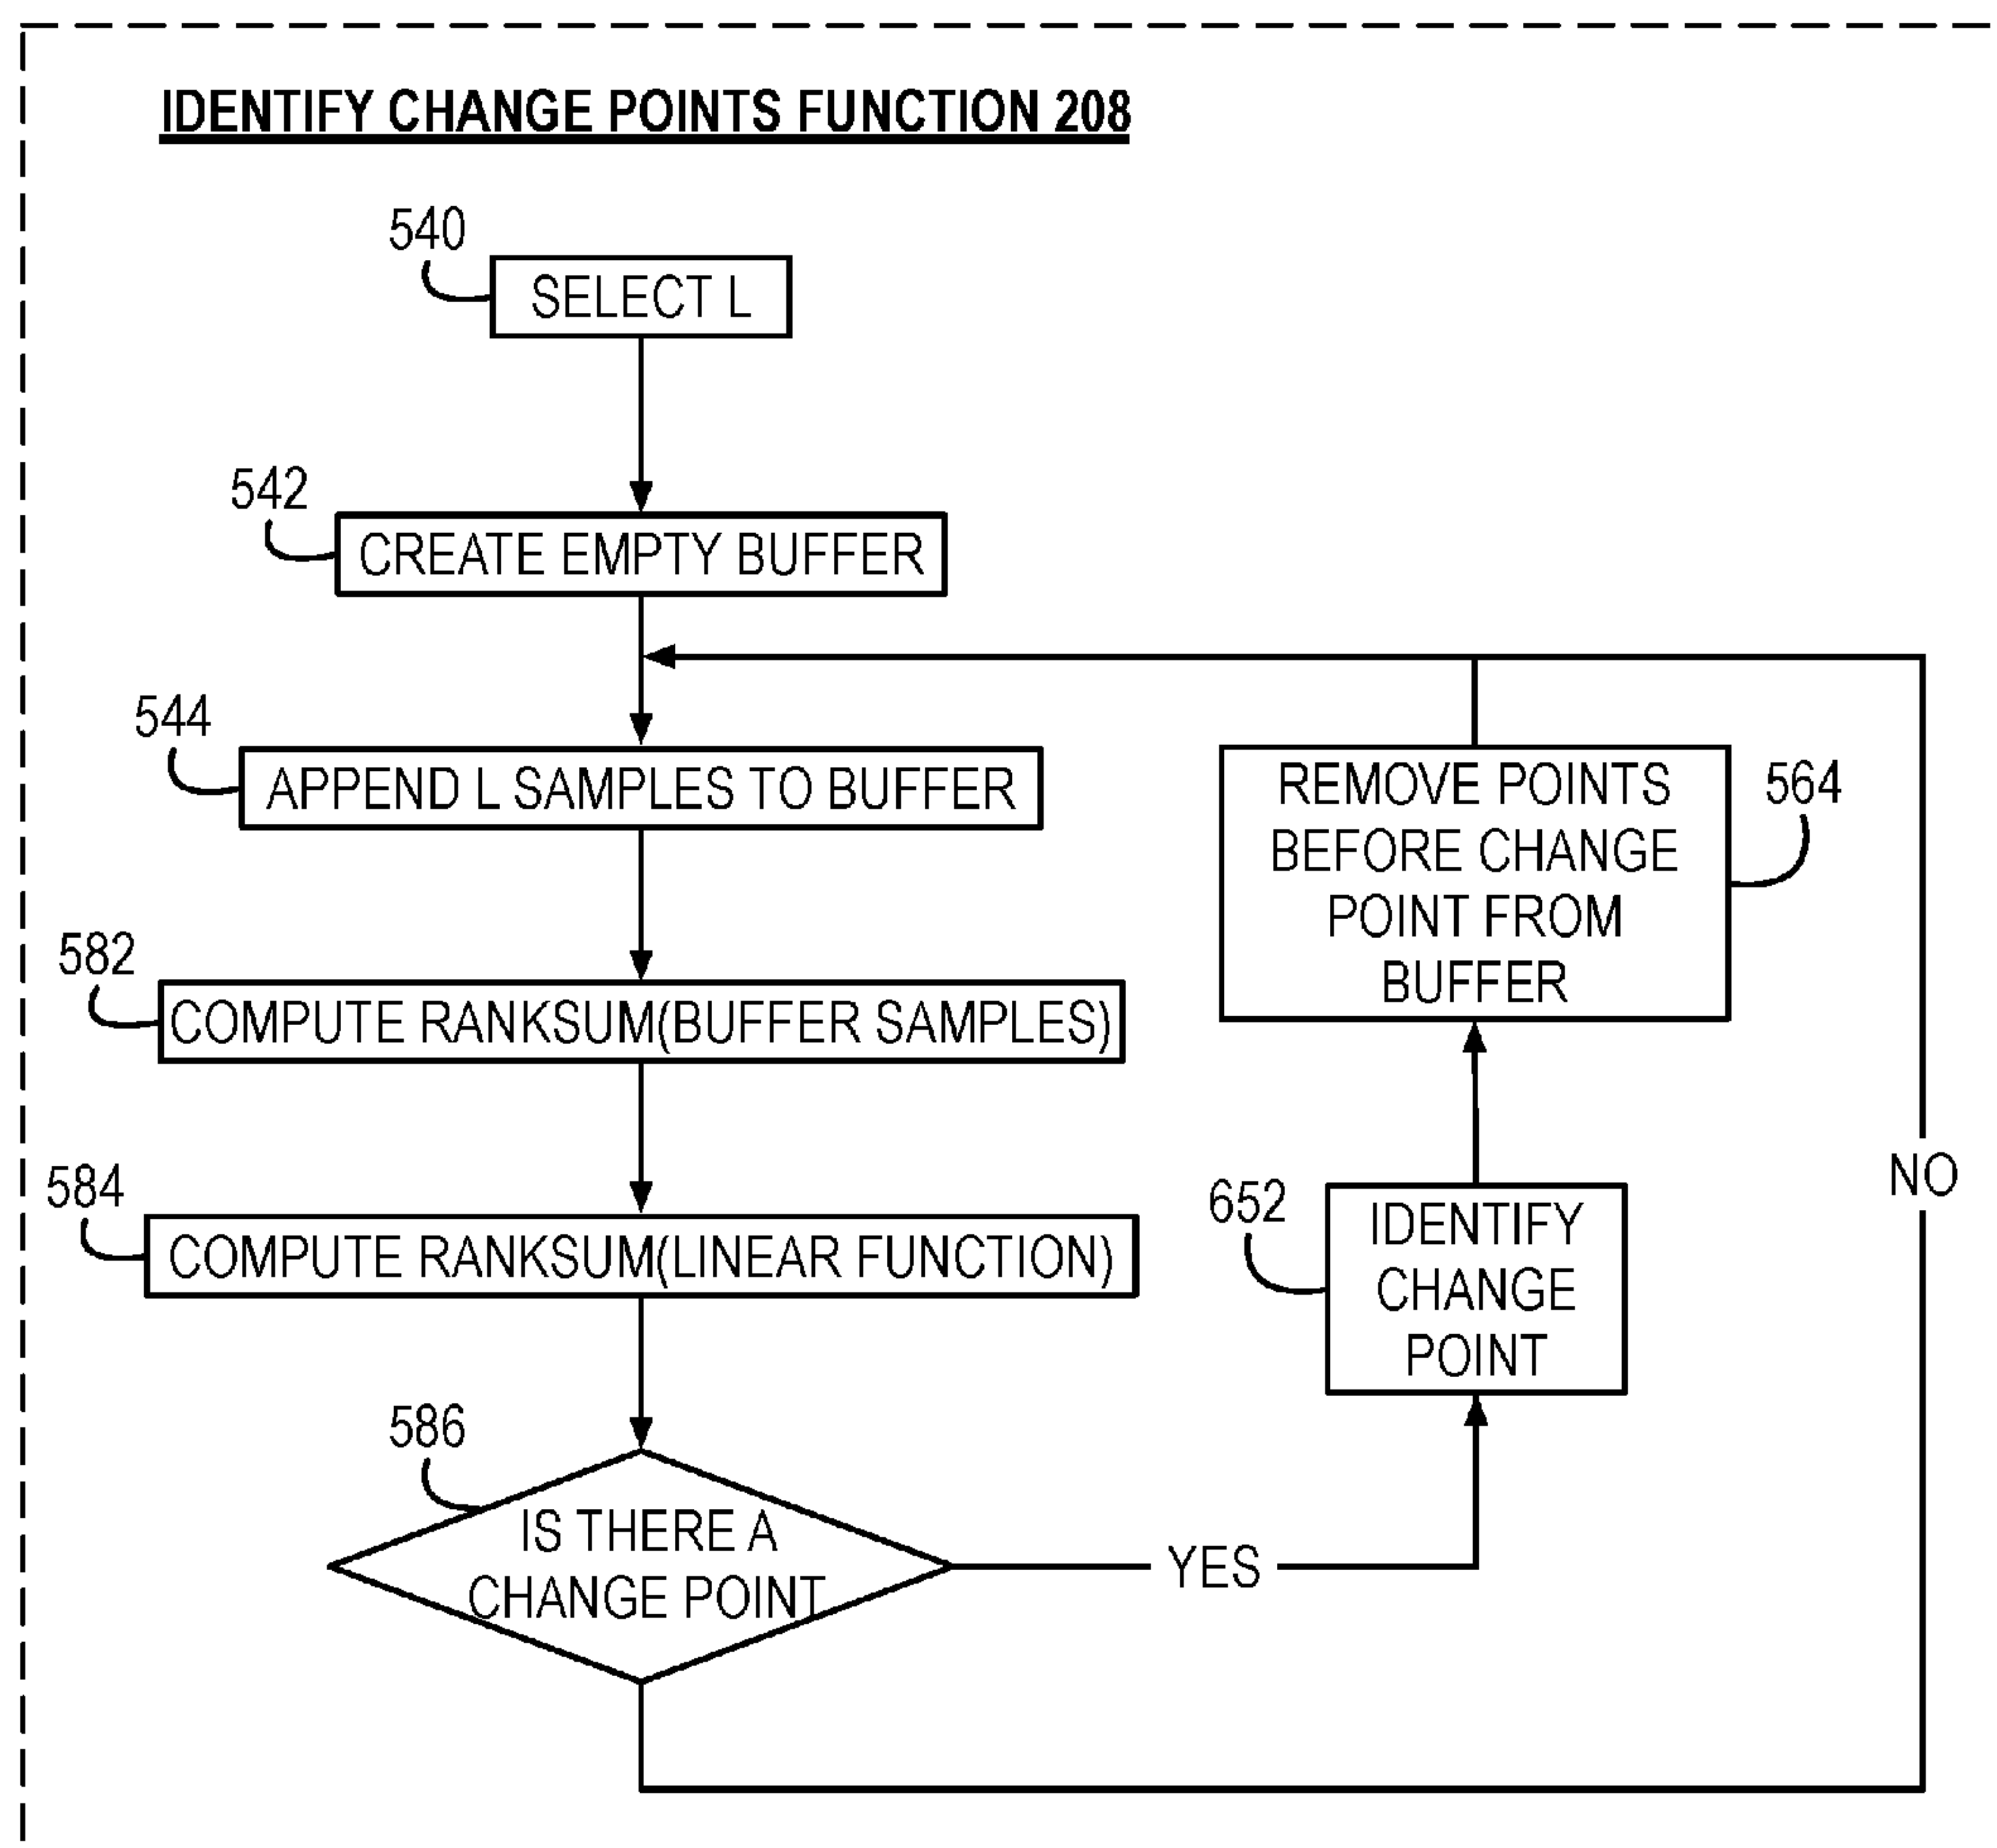 IDENTIFY CHANGE POINTS FUNCTION 208
540
SELECT L
542
CREATE EMPTY BUFFER
544
APPEND L SAMPLES TO BUFFER
582
COMPUTE RANKSUM(BUFFER SAMPLES)
584
COMPUTE RANKSUM(LINEAR FUNCTION)
586
IS THERE A
CHANGE POINT
YES
652
IDENTIFY
CHANGE
POINT
564
REMOVE POINTS
BEFORE CHANGE
POINT FROM
BUFFER
NO